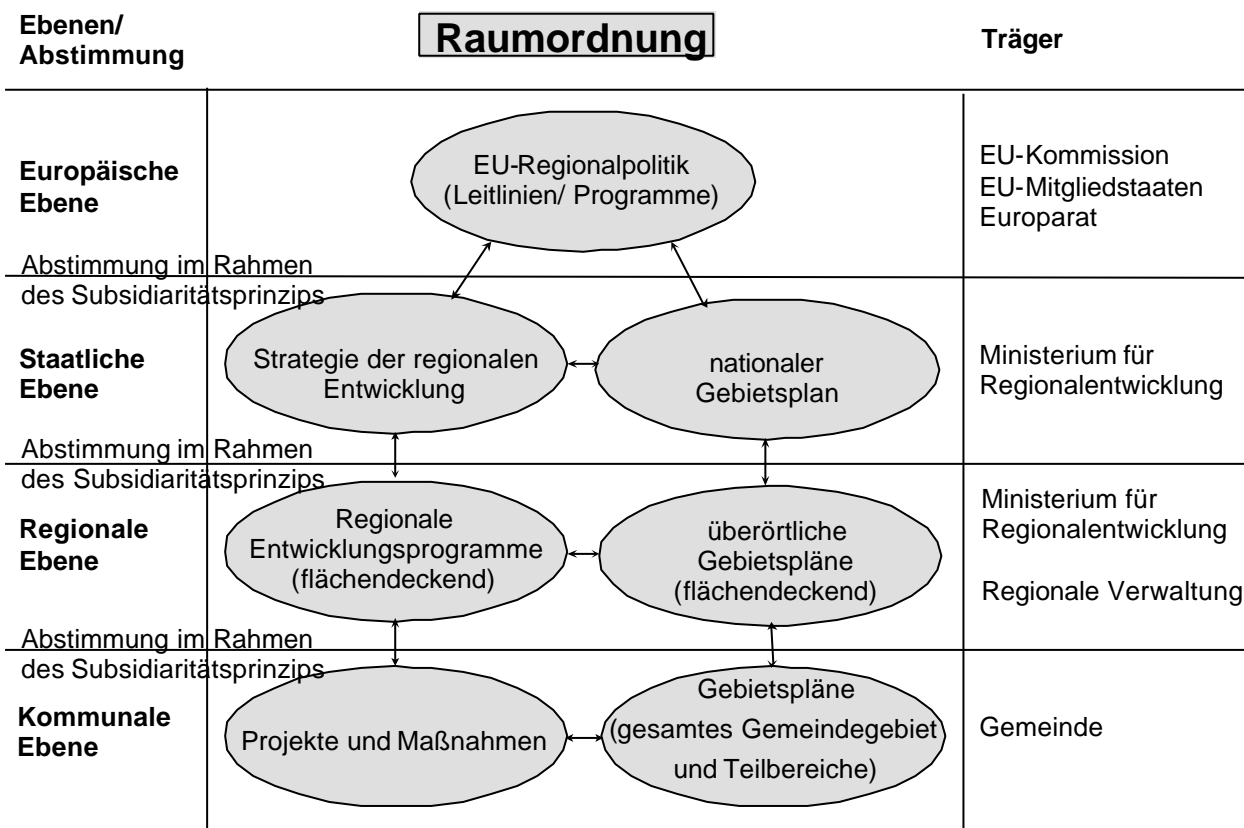 Ebenen/
Abstimmung
Raumordnung
Träger
Europäische
Ebene
EU-Regionalpolitik
(Leitlinien/ Programme)
EU-Kommission
EU-Mitgliedstaaten
Europarat
Abstimmung im Rahmen
des Subsidiaritätsprinzips
Staatliche
Ebene
Strategie der regionalen
Entwicklung
nationaler
Gebietsplan
Ministerium für
Regionalentwicklung
Abstimmung im Rahmen
des Subsidiaritätsprinzips
Regionale
Ebene
Regionale
Entwicklungsprogramme
(flächendeckend)
überörtliche
Gebietspläne
(flächendeckend)
Ministerium für
Regionalentwicklung
Regionale Verwaltung
Abstimmung im Rahmen
des Subsidiaritätsprinzips
Kommunale
Ebene
Projekte und Maßnahmen
Gebietspläne
(gesamtes Gemeindegebiet
und Teilbereiche)
Gemeinde